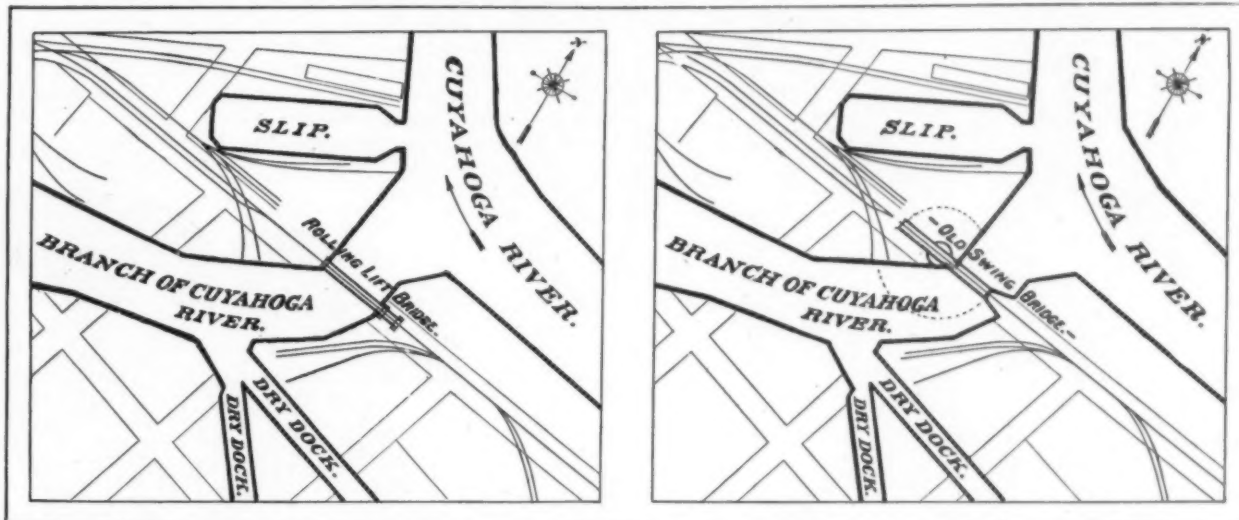 N
SLIP.
CUYAHOGA RIVER.
ROLLING LIFT BRIDGE.
BRANCH OF CUYAHOGA
RIVER.
DRY DOCK.
DRY DOCK.
N
SLIP.
CUYAHOGA RIVER.
- OLD SWING BRIDGE. -
BRANCH OF CUYAHOGA
RIVER.
DRY DOCK.
DRY DOCK.